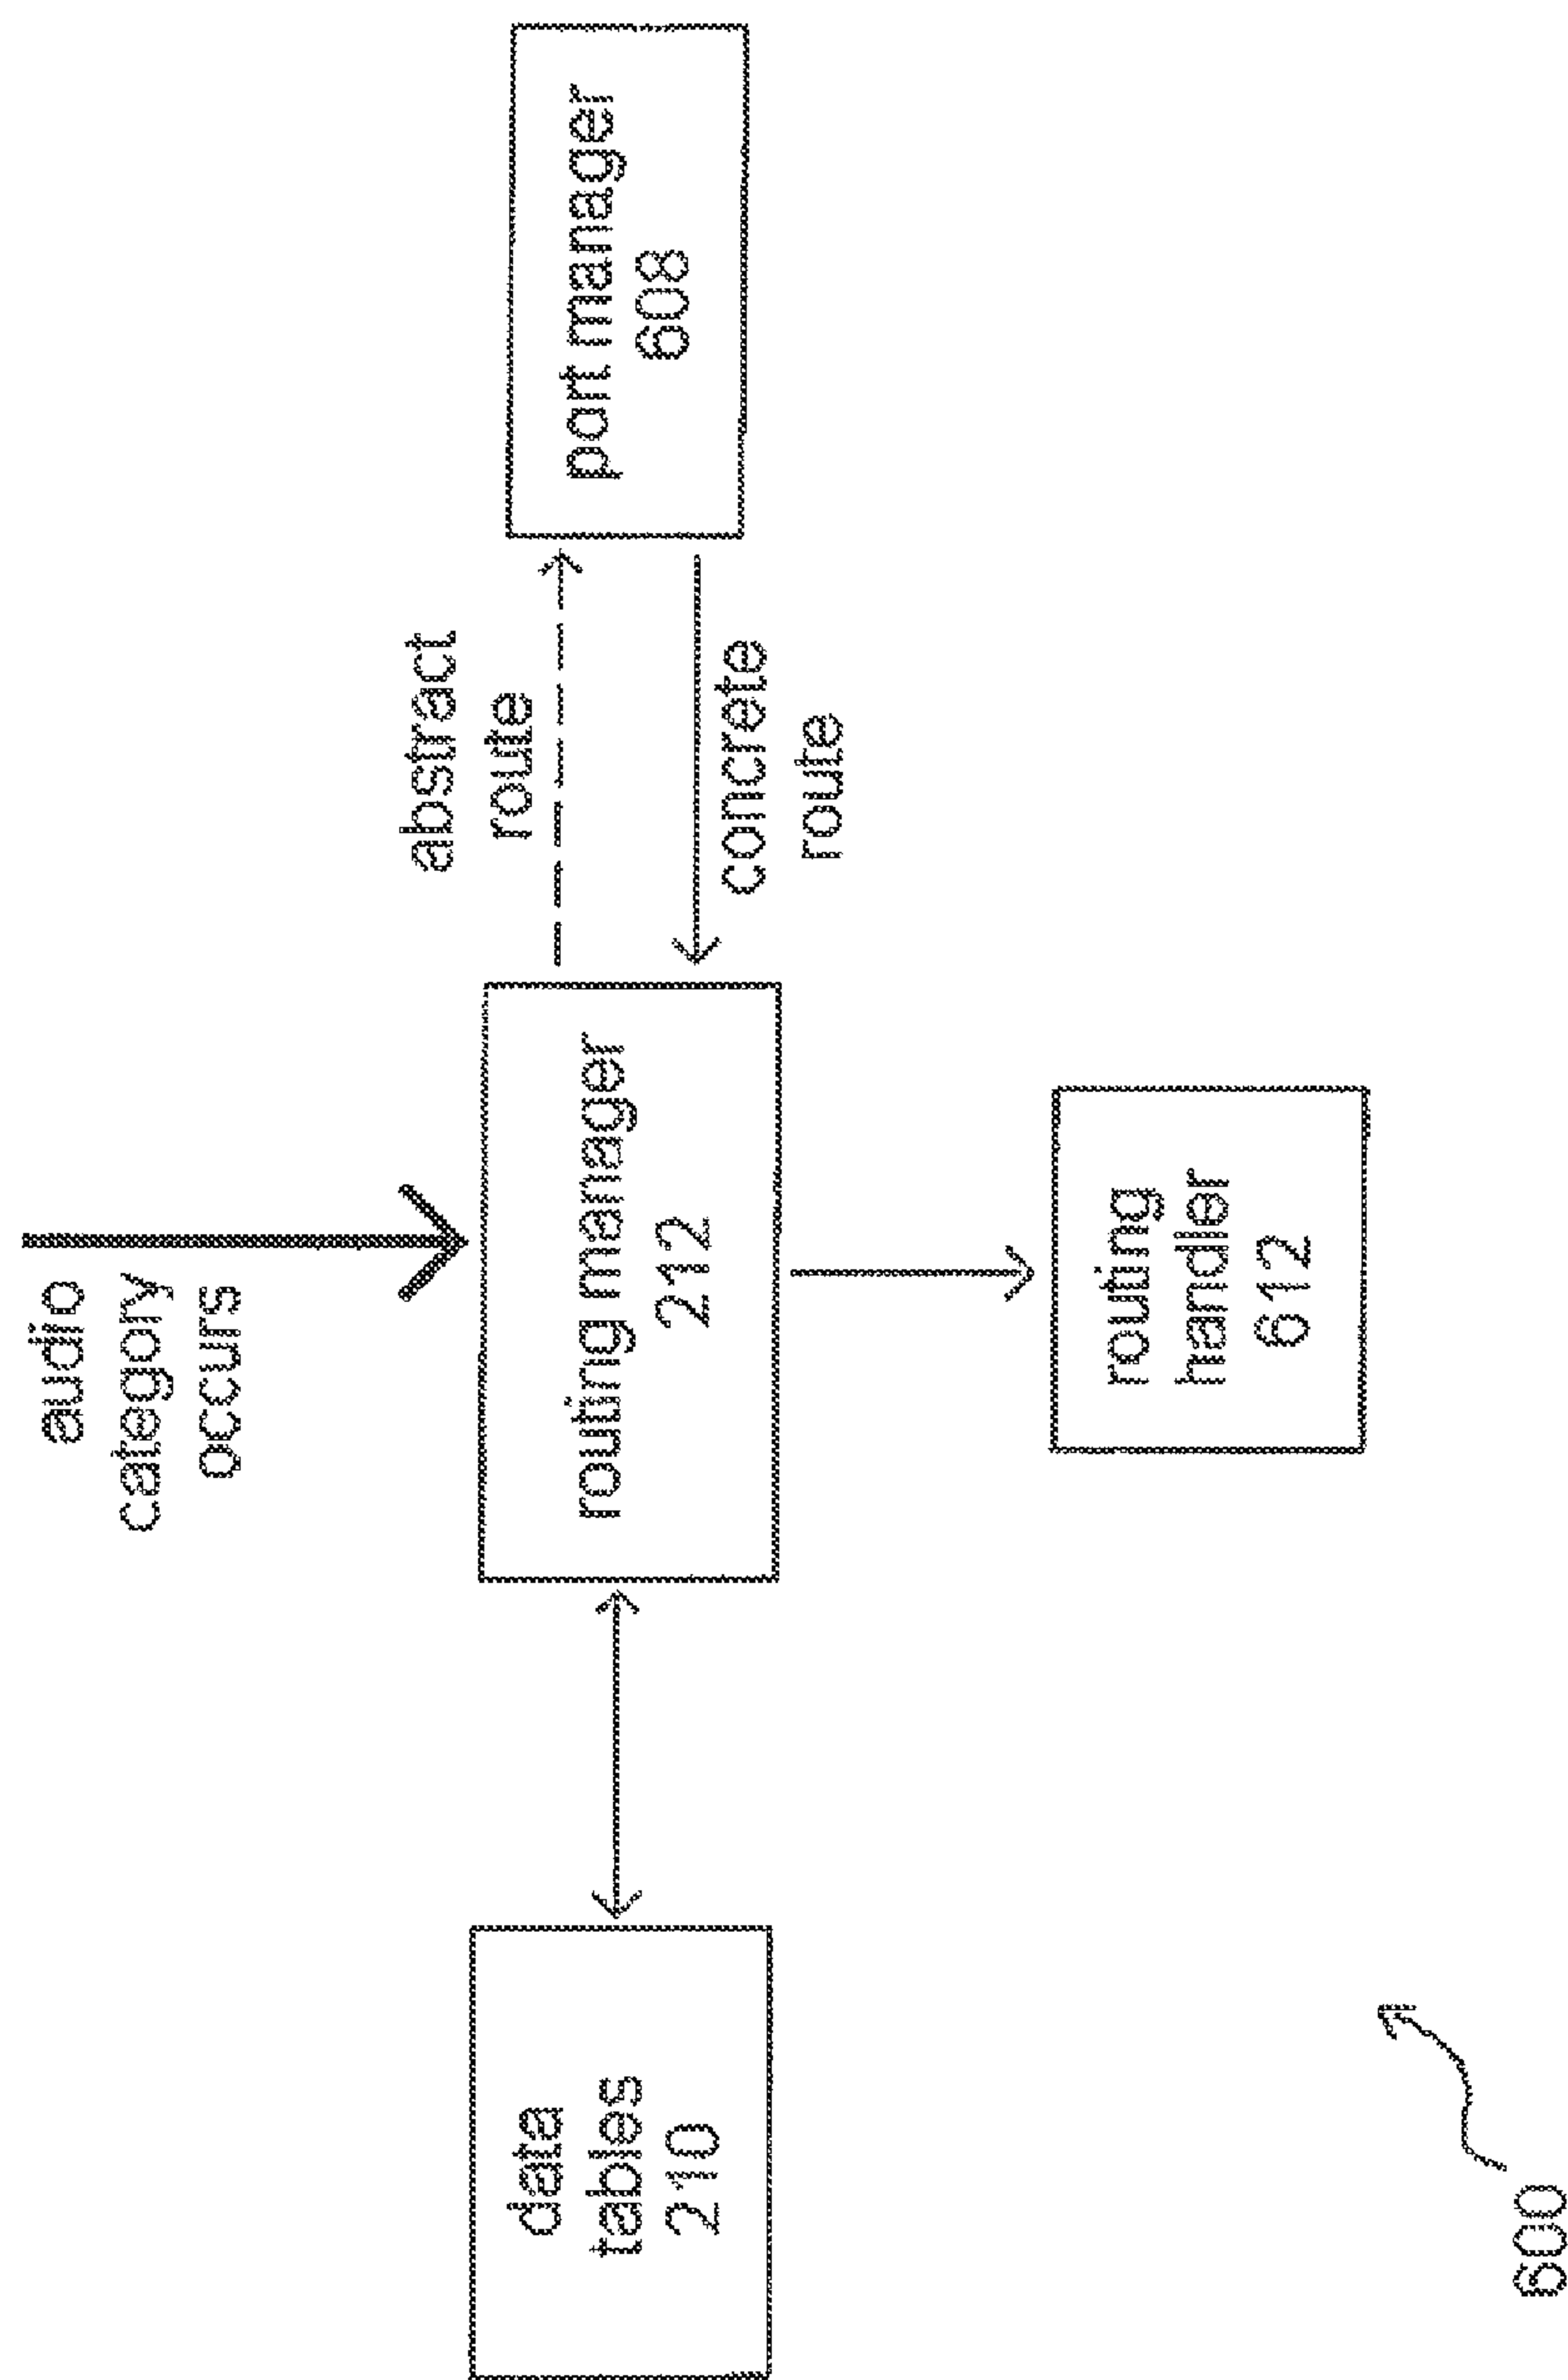 audio
category
occurs
data
tables
210
routing manager
212
abstract
route
concrete
route
port manager
608
routing
handler
612
600